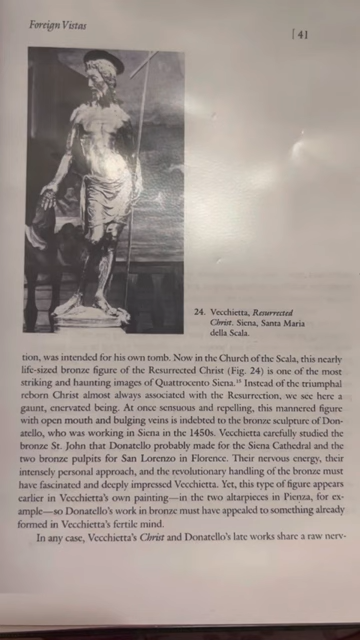 Foreign Vistas
[ 41
24. Vecchietta, Resurrected
Christ. Siena, Santa Maria
della Scala.
tion, was intended for his own tomb. Now in the Church of the Scala, this nearly
life-sized bronze figure of the Resurrected Christ (Fig. 24) is one of the most
striking and haunting images of Quattrocento Siena. Instead of the triumphal
reborn Christ almost always associated with the Resurrection, we see here a
gaunt, enervated being. At once sensuous and repelling, this mannered figure
with open mouth and bulging veins is indebted to the bronze sculpture of Don-
atello, who was working in Siena in the 1450s. Vecchietta carefully studied the
bronze St. John that Donatello probably made for the Siena Cathedral and the
two bronze pulpits for San Lorenzo in Florence. Their nervous energy, their
intensely personal approach, and the revolutionary handling of the bronze must
have fascinated and deeply impressed Vecchietta. Yet, this type of figure appears
earlier in Vecchietta's own painting—in the two altarpieces in Pienza, for ex-
ample—so Donatello's work in bronze must have appealed to something already
formed in Vecchietta's fertile mind.
In any case, Vecchietta's Christ and Donatello's late works share a raw nerv-